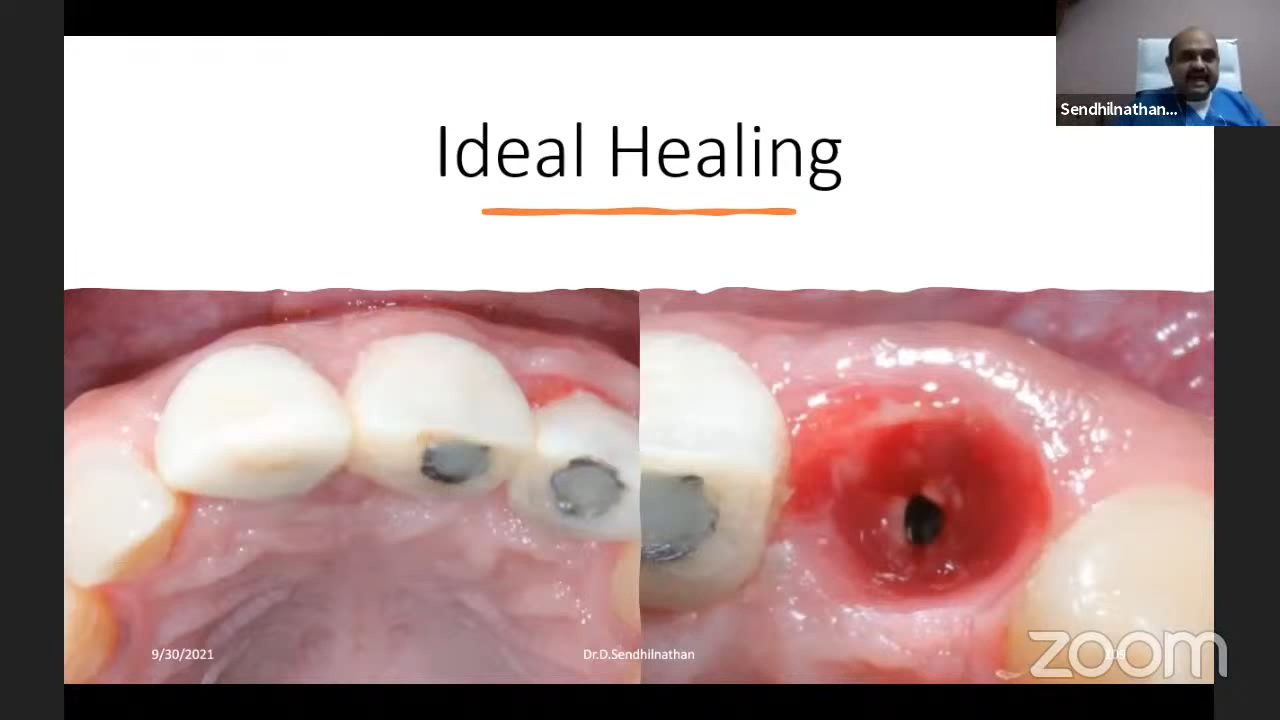 Sendhilnathan...
Ideal Healing
9/30/2021
Dr.D.Sendhilnathan
zoom